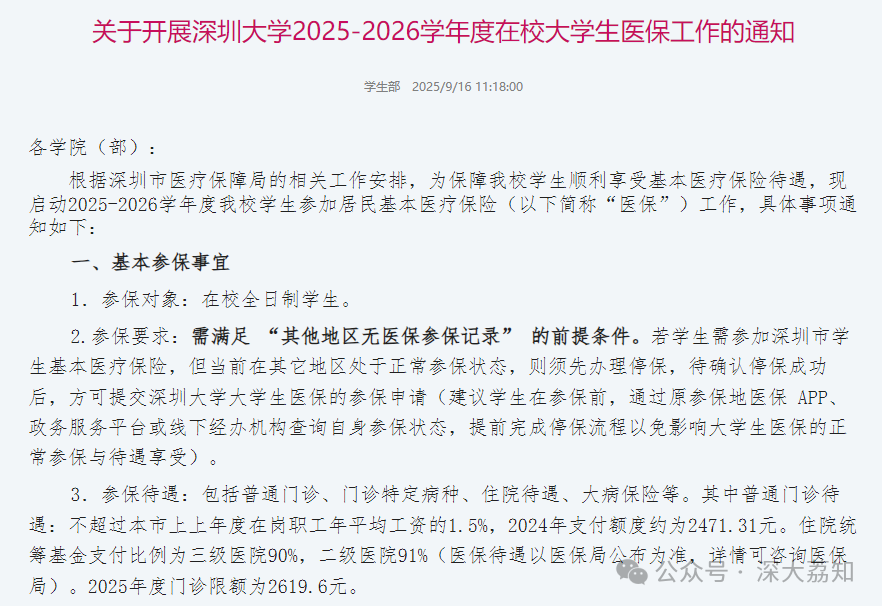 关于开展深圳大学2025-2026学年度在校大学生医保工作的通知
学生部 2025/9/16 11:18:00
各学院（部）：
根据深圳市医疗保障局的相关工作安排，为保障我校学生顺利享受基本医疗保险待遇，现
启动2025-2026学年度我校学生参加居民基本医疗保险（以下简称“医保”）工作，具体事项通
知如下：
一、基本参保事宜
1. 参保对象：在校全日制学生。
2.参保要求：需满足 “其他地区无医保参保记录” 的前提条件。若学生需参加深圳市学
生基本医疗保险，但当前在其它地区处于正常参保状态，则须先办理停保，待确认停保成功
后，方可提交深圳大学大学生医保的参保申请（建议学生在参保前，通过原参保地医保 APP、
政务服务平台或线下经办机构查询自身参保状态，提前完成停保流程以免影响大学生医保的正
常参保与待遇享受）。
3. 参保待遇：包括普通门诊、门诊特定病种、住院待遇、大病保险等。其中普通门诊待
遇：不超过本市上上年度在岗职工年平均工资的1.5%，2024年支付额度约为2471.31元。住院统
筹基金支付比例为三级医院90%，二级医院91%（医保待遇以医保局公布为准，详情可咨询医保
局）。2025年度门诊限额为2619.6元。
公众号 · 深大荔知